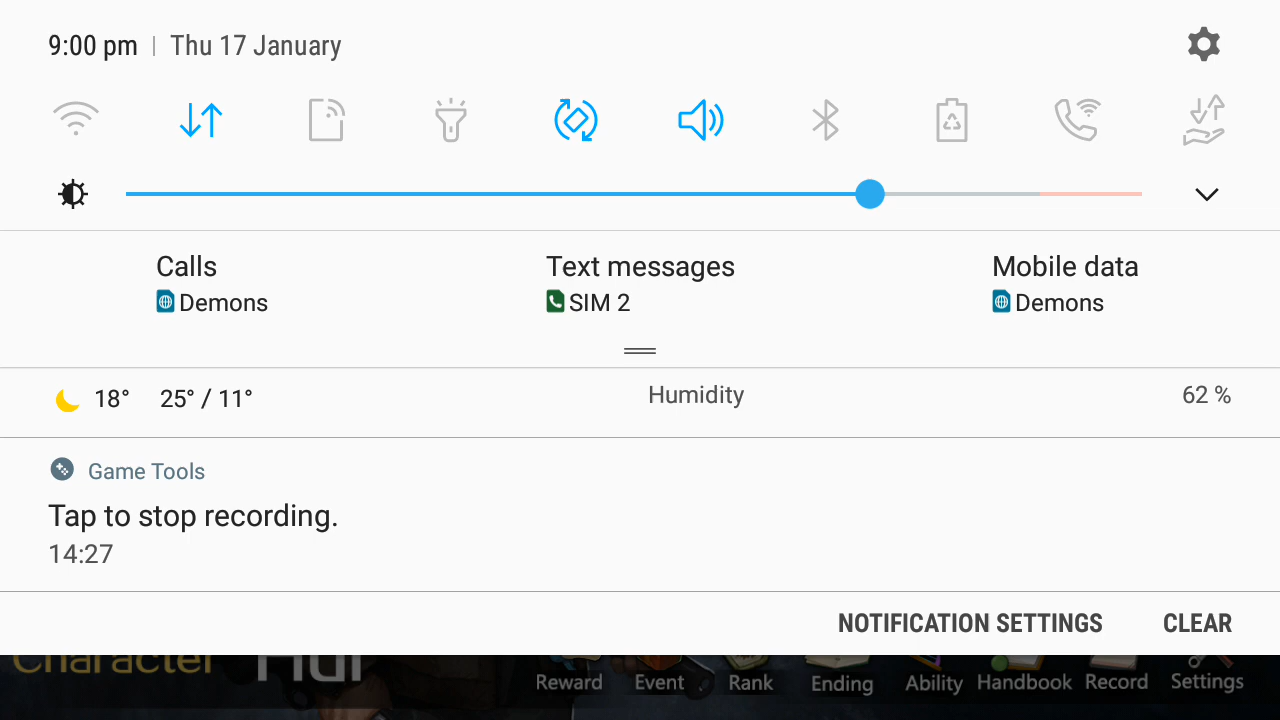 9:00 pm | Thu 17 January
Calls
Demons
Text messages
SIM 2
Mobile data
Demons
18° 25° / 11° Humidity 62 %
Game Tools
Tap to stop recording.
14:27
NOTIFICATION SETTINGS CLEAR
Character Hui
Reward Event Rank Ending Ability Handbook Record Settings